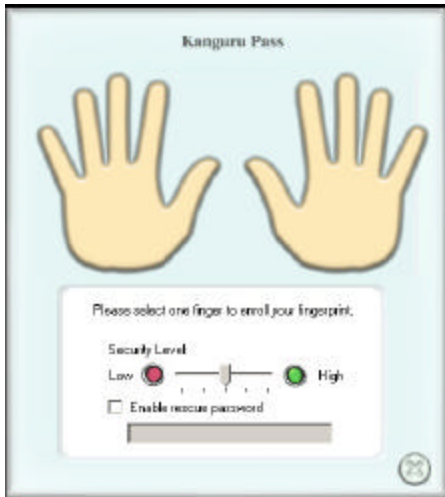 Kanguru Pass
Please select one finger to enroll your fingerprint.
Security Level:
Low High
Enable rescue password